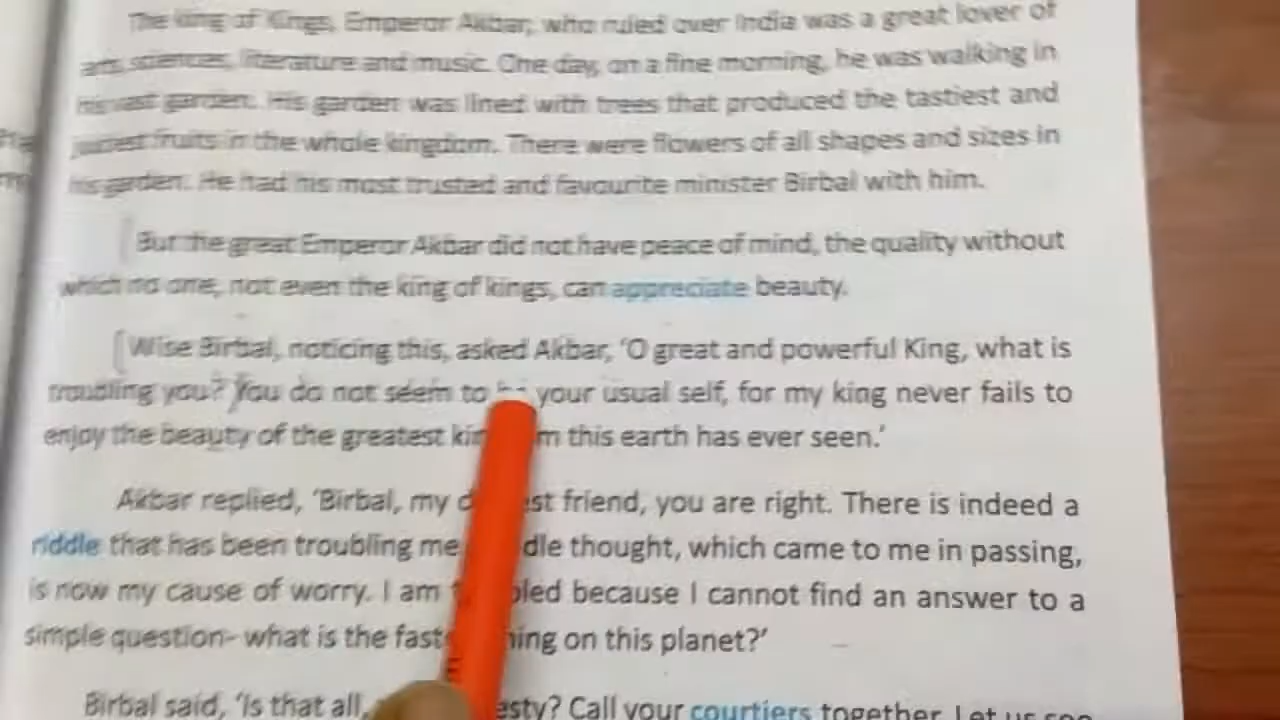 The king of Kings, Emperor Akbar, who ruled over India was a great lover of
arts, sciences, literature and music. One day, on a fine morning, he was walking in
his vast garden. His garden was lined with trees that produced the tastiest and
juiciest fruits in the whole kingdom. There were flowers of all shapes and sizes in
his garden. He had his most trusted and favourite minister Birbal with him.
But the great Emperor Akbar did not have peace of mind, the quality without
which no one, not even the king of kings, can appreciate beauty.
Wise Birbal, noticing this, asked Akbar, ‘O great and powerful King, what is
troubling you? You do not seem to your usual self, for my king never fails to
enjoy the beauty of the greatest this earth has ever seen.’
Akbar replied, ‘Birbal, my friend, you are right. There is indeed a
riddle that has been troubling me thought, which came to me in passing,
is now my cause of worry. I am because I cannot find an answer to a
simple question- what is the on this planet?’
Birbal said, ‘Is that all, Call your courtiers together. Let us see